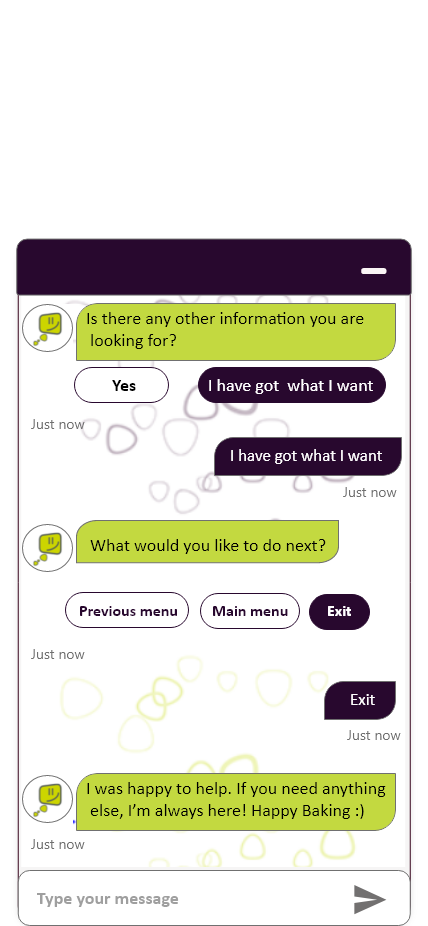 Is there any other information you are
looking for?
Yes
I have got  what I want
Just now
I have got what I want
Just now
What would you like to do next?
Previous menu
Main menu
Exit
Just now
Exit
Just now
I was happy to help. If you need anything
else, I’m always here! Happy Baking :)
Just now
Type your message